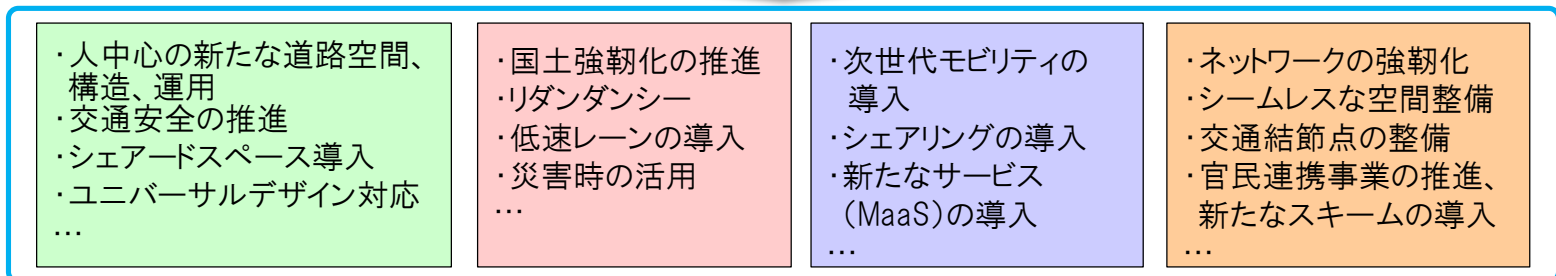 ・人中心の新たな道路空間、
構造、運用
・交通安全の推進
・シェアードスペース導入
・ユニバーサルデザイン対応
…
・国土強靭化の推進
・リダンダンシー
・低速レーンの導入
・災害時の活用
…
・次世代モビリティの
導入
・シェアリングの導入
・新たなサービス
（MaaS）の導入
…
・ネットワークの強靭化
・シームレスな空間整備
・交通結節点の整備
・官民連携事業の推進、
新たなスキームの導入
…